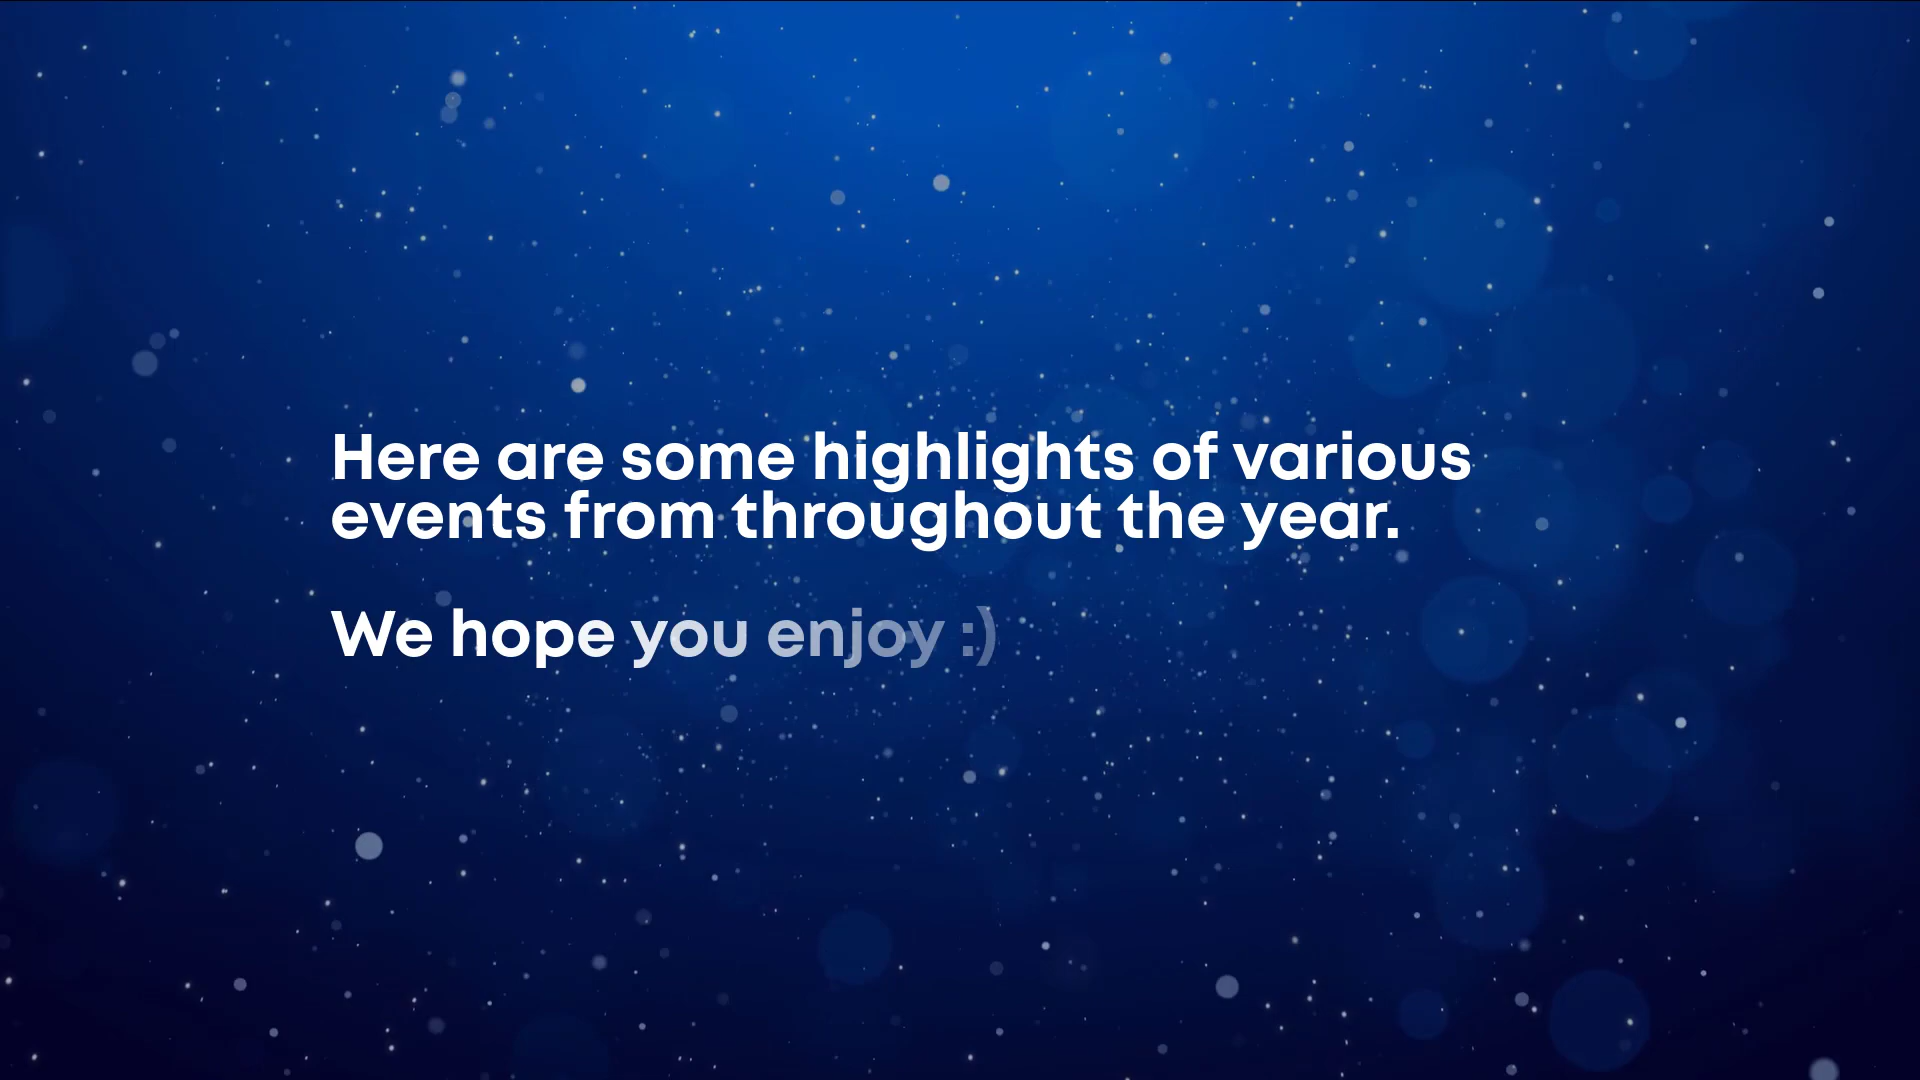 Here are some highlights of various
events from throughout the year.
We hope you enjoy :)